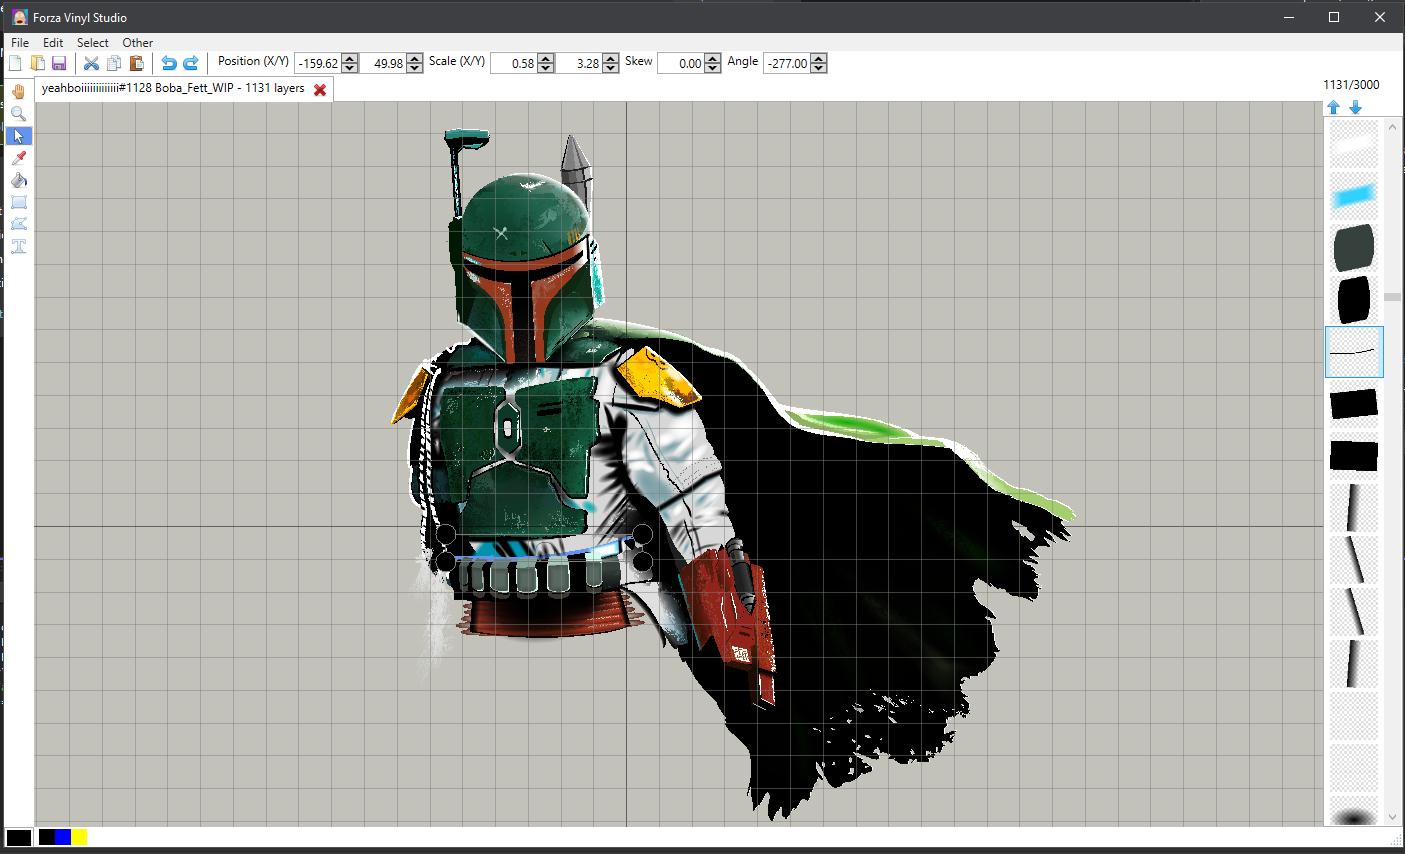 Forza Vinyl Studio
File Edit Select Other
Position (X/Y) -159.62 49.98 Scale (X/Y) 0.58 3.28 Skew 0.00 Angle -277.00
yeahboiiiiiiiiiiiiii#1128 Boba_Fett_WIP - 1131 layers
1131/3000